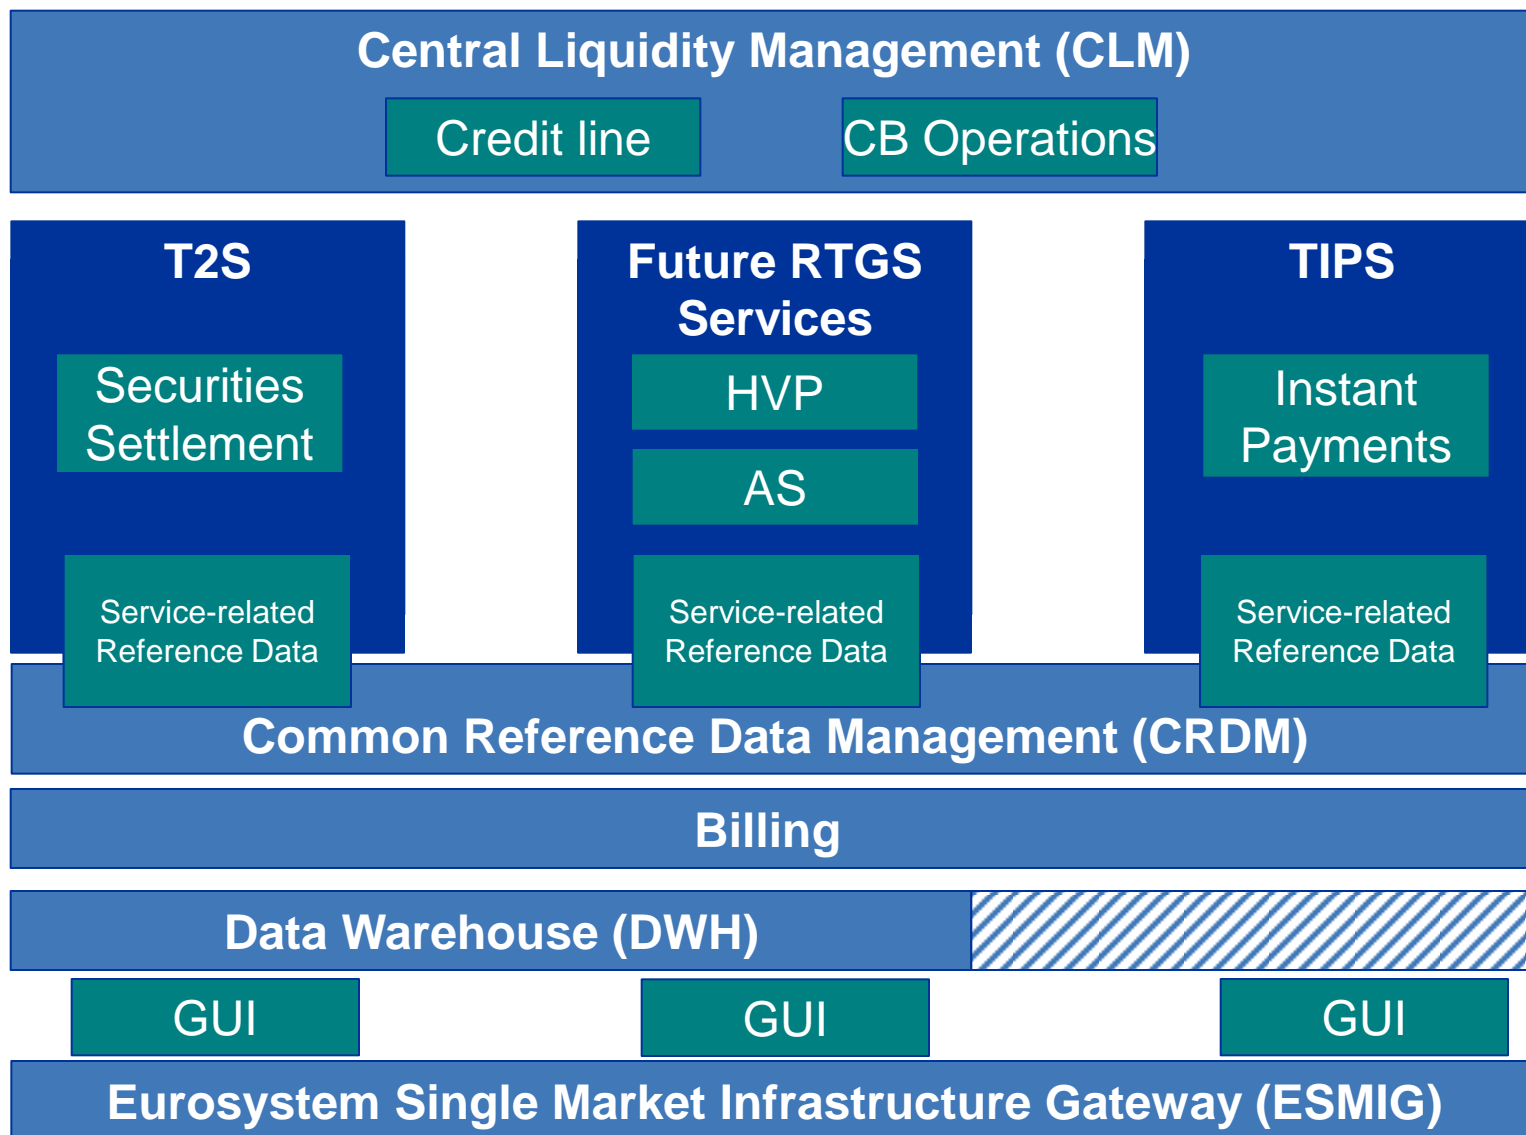 Central Liquidity Management (CLM)
Credit line
CB Operations
T2S
Securities
Settlement
Service-related
Reference Data
Future RTGS
Services
HVP
AS
Service-related
Reference Data
TIPS
Instant
Payments
Service-related
Reference Data
Common Reference Data Management (CRDM)
Billing
Data Warehouse (DWH)
GUI
GUI
GUI
Eurosystem Single Market Infrastructure Gateway (ESMIG)